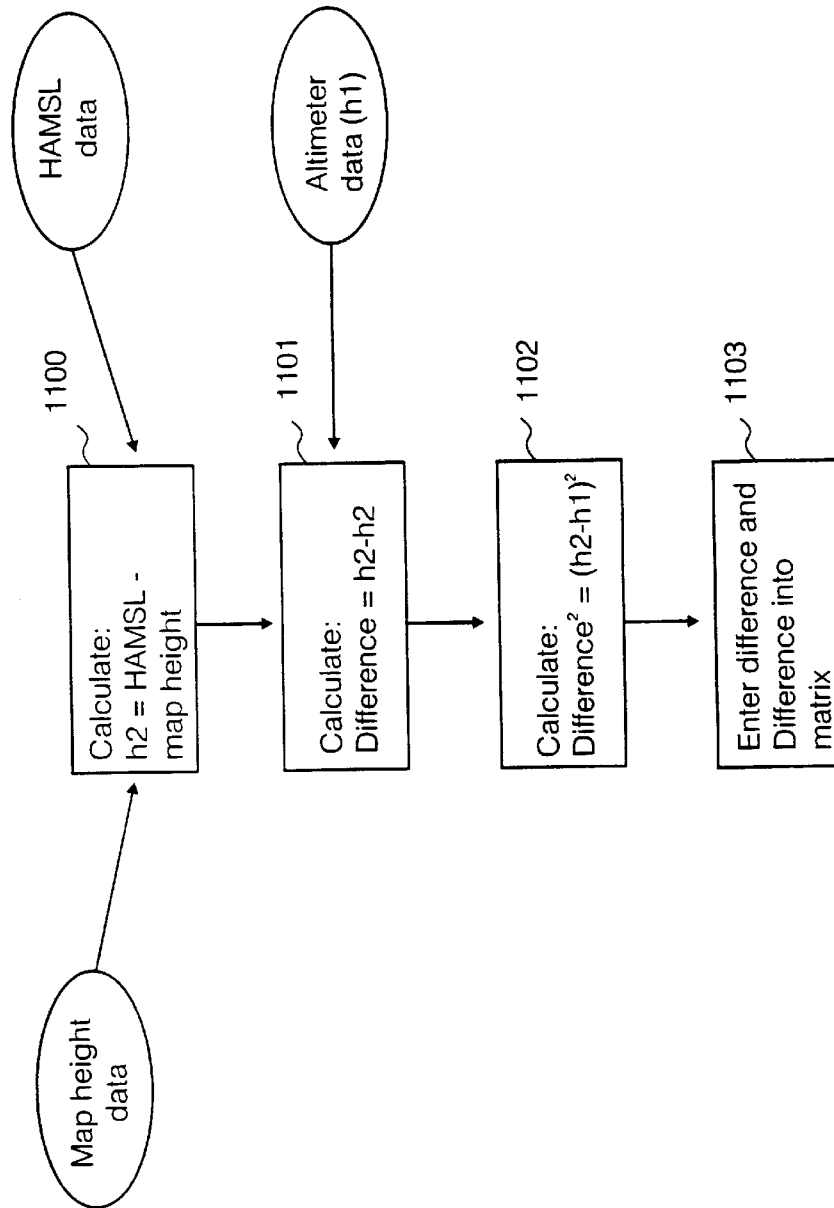 Map height
data
HAMSL
data
1100
Calculate:
h2 = HAMSL -
map height
Altimeter
data (h1)
1101
Calculate:
Difference = h2-h2
1102
Calculate:
Difference² = (h2-h1)²
1103
Enter difference and
Difference into
matrix